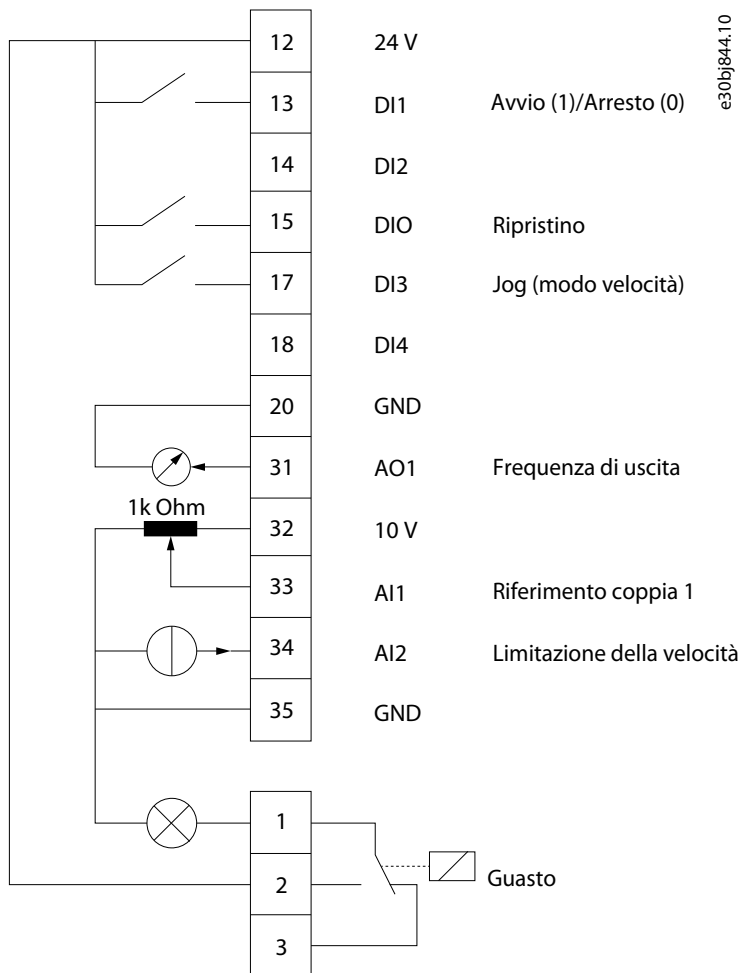 e30bj844.10
12 24 V
13 DI1 Avvio (1)/Arresto (0)
14 DI2
15 DIO Ripristino
17 DI3 Jog (modo velocità)
18 DI4
20 GND
31 AO1 Frequenza di uscita
1k Ohm
32 10 V
33 AI1 Riferimento coppia 1
34 AI2 Limitazione della velocità
35 GND
1
2
Guasto
3